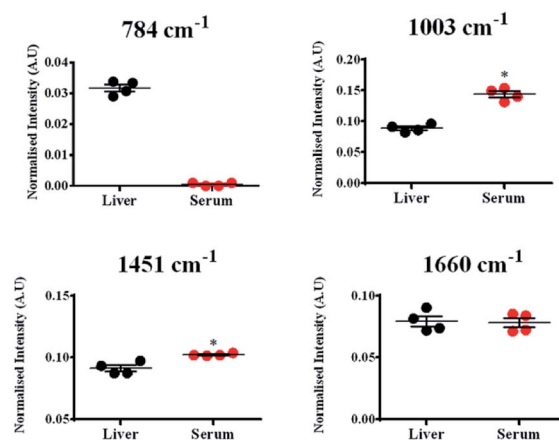 784 cm-1
Normalised Intensity (A.U)
0.04
0.03
0.02
0.01
0.00
Liver Serum
1003 cm-1
Normalised Intensity (A.U)
0.20
0.15
0.10
0.05
0.00
*
Liver Serum
1451 cm-1
Normalised Intensity (A.U)
0.15
0.10
0.05
*
Liver Serum
1660 cm-1
Normalised Intensity (A.U)
0.10
0.05
0.00
Liver Serum